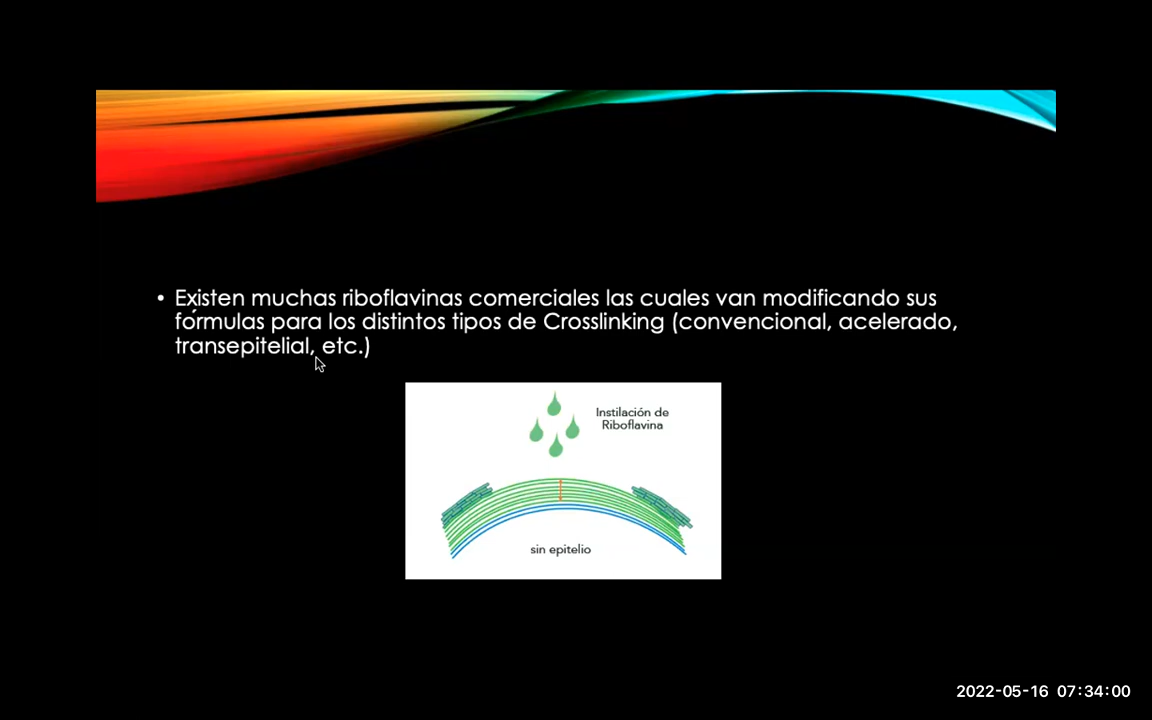 • Existen muchas riboflavinas comerciales las cuales van modificando sus
fórmulas para los distintos tipos de Crosslinking (convencional, acelerado,
transepitelial, etc.)
Instilación de
Riboflavina
sin epitelio
2022-05-16 07:34:00